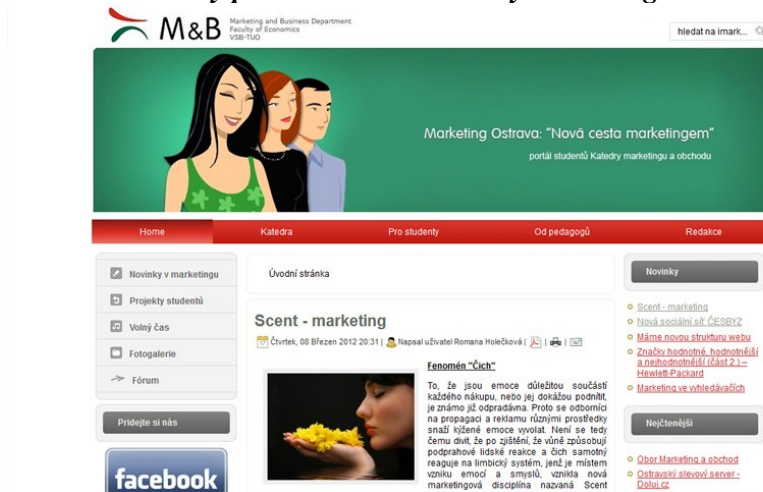 M&B
Marketing and Business Department
Faculty of Economics
VSB-TUO
hledat na imark...
Marketing Ostrava: “Nová cesta marketingem”
portál studentů Katedry marketingu a obchodu
Home
Katedra
Pro studenty
Od pedagogů
Redakce
Novinky v marketingu
Projekty studentů
Volný čas
Fotogalerie
Fórum
Přidejte si nás
facebook
Úvodní stránka
Scent - marketing
Čtvrtek, 08 Březen 2012 20:31 | Napsal uživatel Romana Holečková | | |
Fenomén "Čich"
To, že jsou emoce důležitou součástí
každého nákupu, nebo jej dokážou podnítit,
je známo již odpradávna. Proto se odborníci
na propagaci a reklamu různými prostředky
snaží kýžené emoce vyvolat. Není se tedy
čemu divit, že po zjištění, že vůně způsobují
podprahové lidské reakce a čich samotný
reaguje na limbický systém, jenž je místem
vzniku emocí a smyslů, vznikla nová
marketingová disciplína nazvaná Scent
Novinky
Scent - marketing
Nová sociální síť ČESBYZ
Máme novou strukturu webu
Značky hodnotné, hodnotnější
a nejhodnotnější (část 2.) –
Hewlett-Packard
Marketing ve vyhledávačích
Nejčtenější
Obor Marketing a obchod
Ostravský slevový server -
Doluj.cz